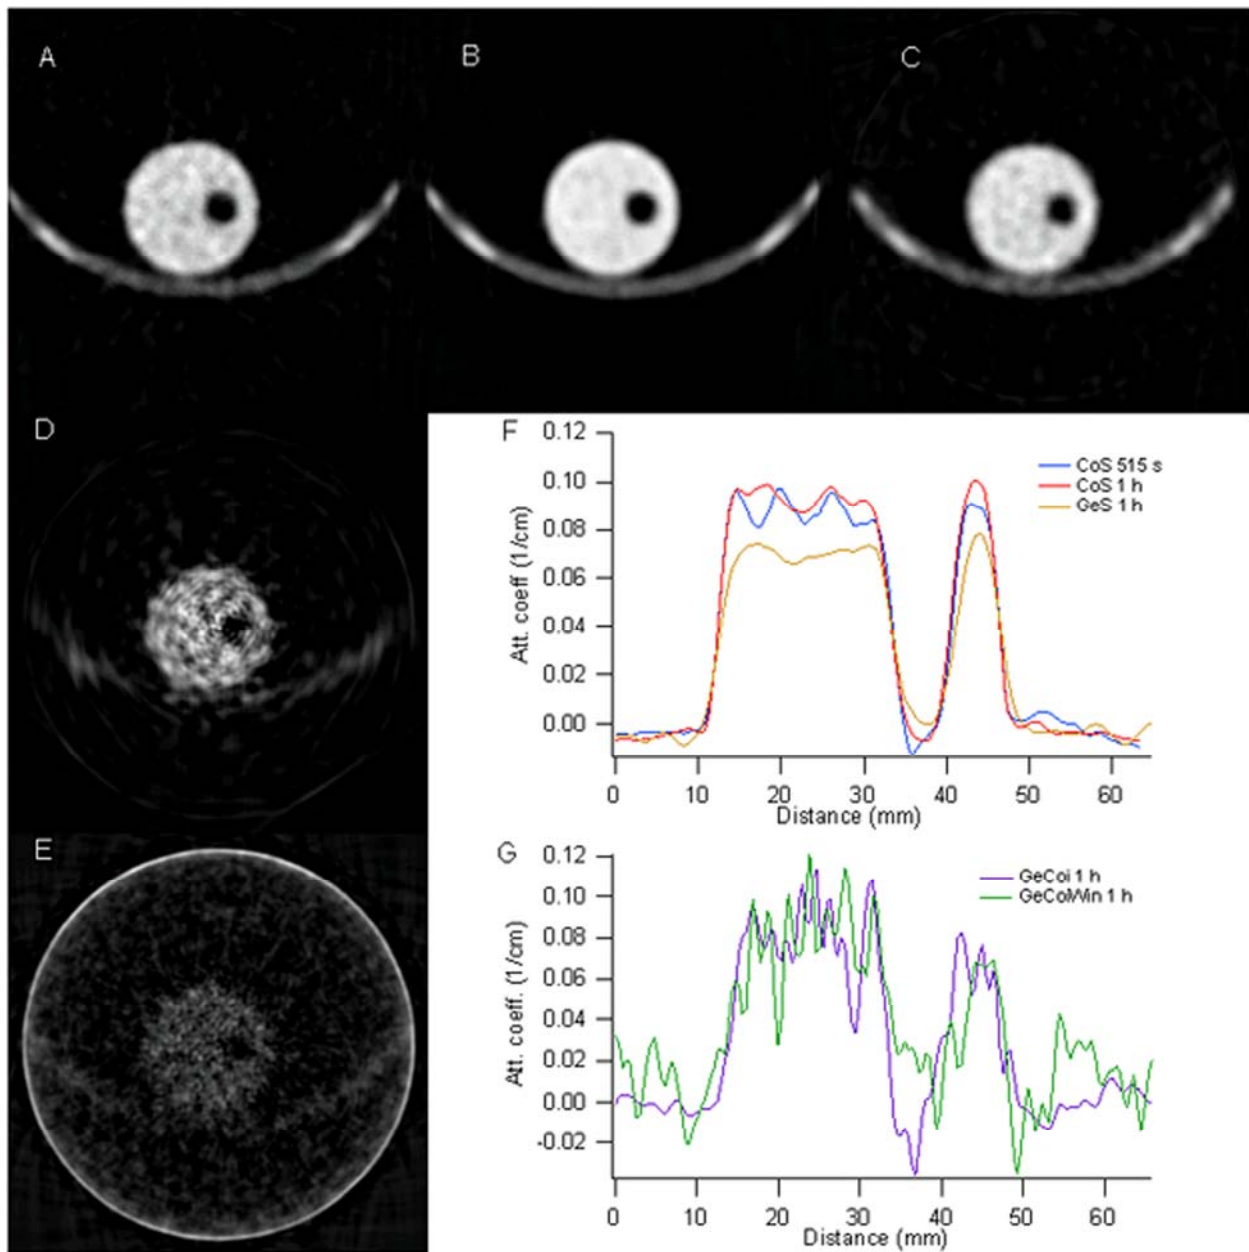 A
B
C
D
E
F
0.12
0.10
0.08
0.06
0.04
0.02
0.00
Att. coeff (1/cm)
CoS 515 s
CoS 1 h
GeS 1 h
0 10 20 30 40 50 60
Distance (mm)
G
0.12
0.10
0.08
0.06
0.04
0.02
0.00
-0.02
Att. coeff. (1/cm)
GeCoi 1 h
GeCoiWin 1 h
0 10 20 30 40 50 60
Distance (mm)